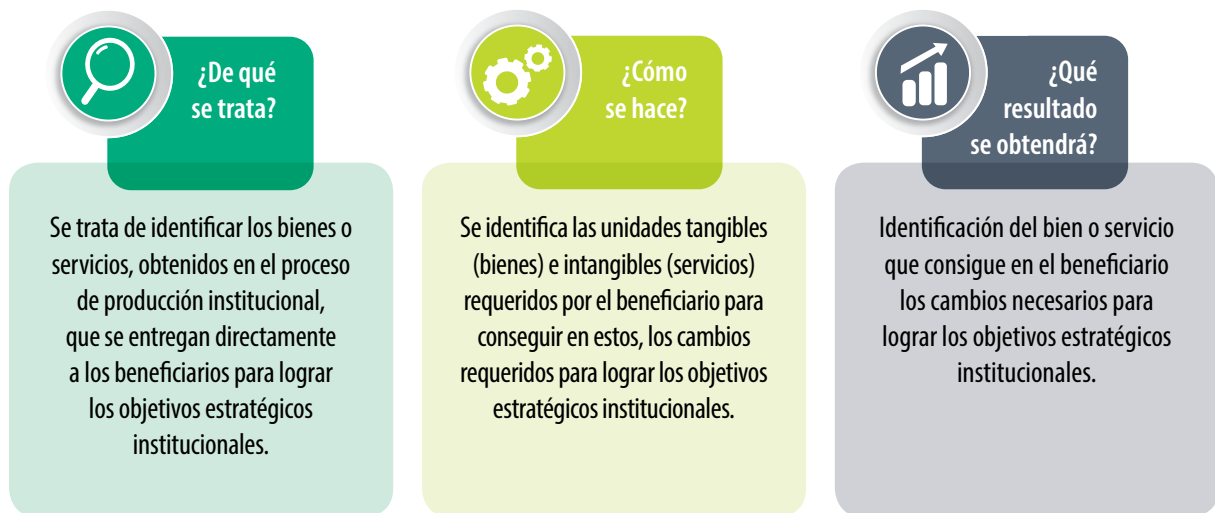 ¿De qué
se trata?
Se trata de identificar los bienes o
servicios, obtenidos en el proceso
de producción institucional,
que se entregan directamente
a los beneficiarios para lograr
los objetivos estratégicos
institucionales.
¿Cómo
se hace?
Se identifica las unidades tangibles
(bienes) e intangibles (servicios)
requeridos por el beneficiario para
conseguir en estos, los cambios
requeridos para lograr los objetivos
estratégicos institucionales.
¿Qué
resultado
se obtendrá?
Identificación del bien o servicio
que consigue en el beneficiario
los cambios necesarios para
lograr los objetivos estratégicos
institucionales.